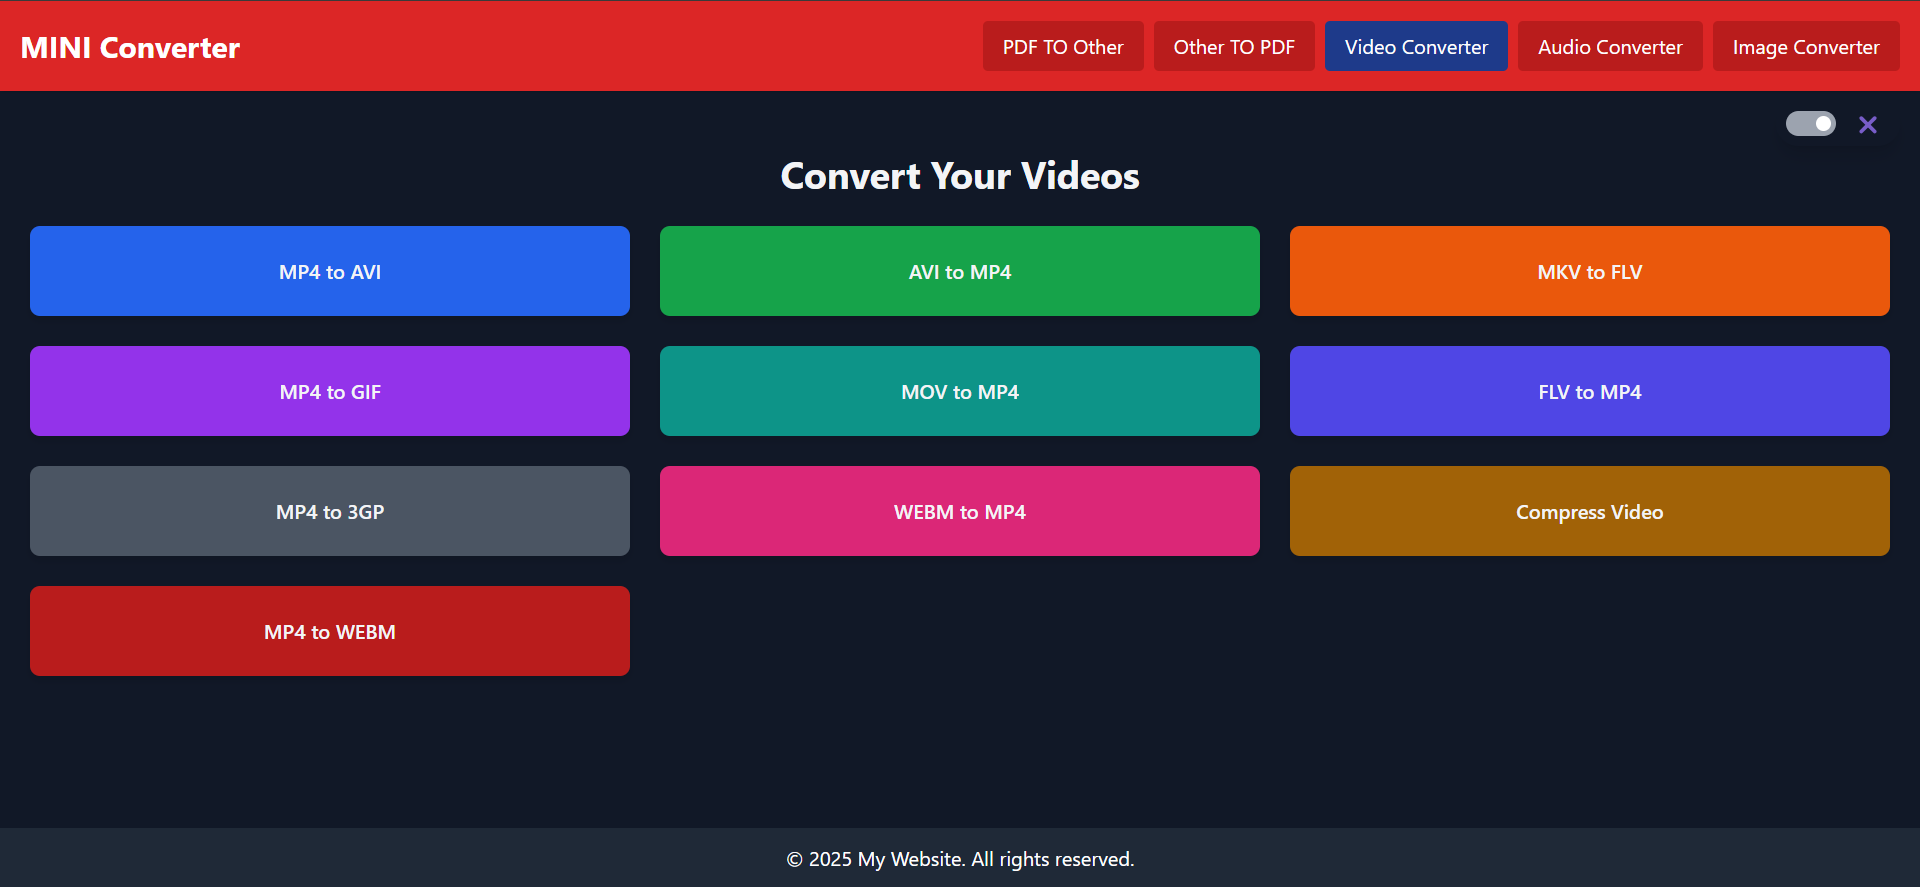 MINI Converter
PDF TO Other
Other TO PDF
Video Converter
Audio Converter
Image Converter
Convert Your Videos
MP4 to AVI
AVI to MP4
MKV to FLV
MP4 to GIF
MOV to MP4
FLV to MP4
MP4 to 3GP
WEBM to MP4
Compress Video
MP4 to WEBM
© 2025 My Website. All rights reserved.